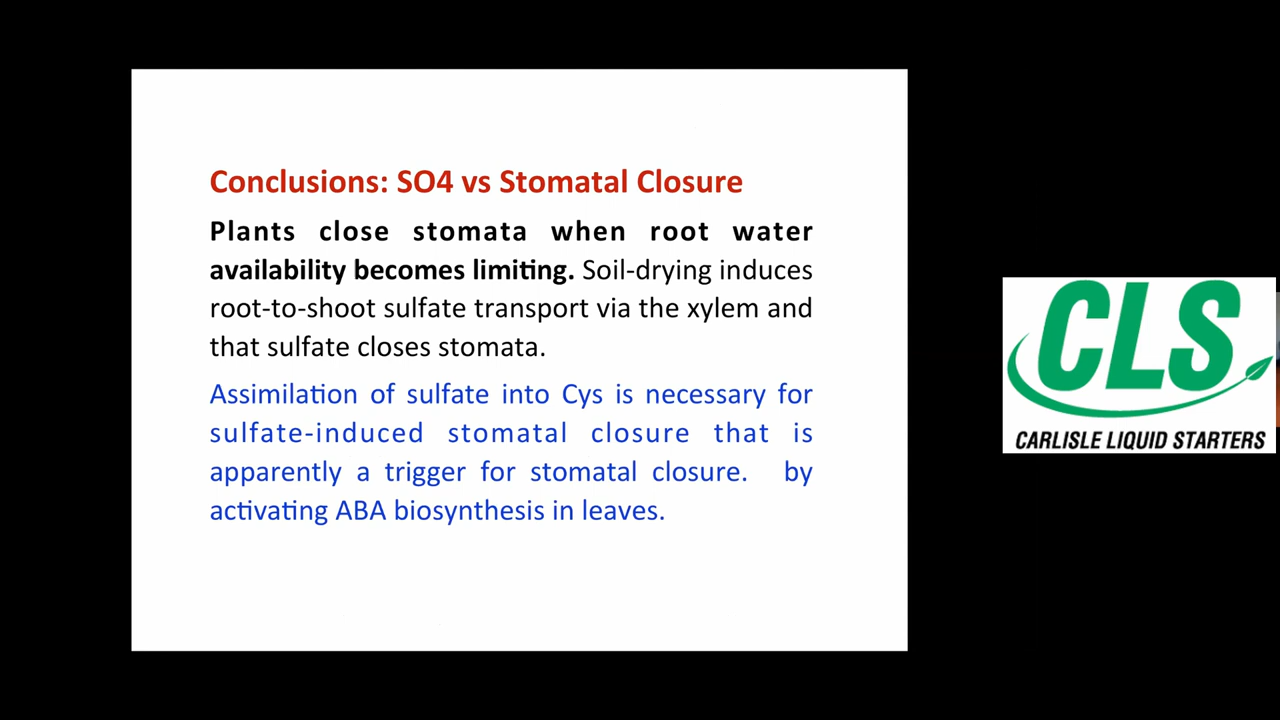 Conclusions: SO4 vs Stomatal Closure
Plants close stomata when root water
availability becomes limiting. Soil-drying induces
root-to-shoot sulfate transport via the xylem and
that sulfate closes stomata.
Assimilation of sulfate into Cys is necessary for
sulfate-induced stomatal closure that is
apparently a trigger for stomatal closure. by
activating ABA biosynthesis in leaves.
CLS
CARLISLE LIQUID STARTERS